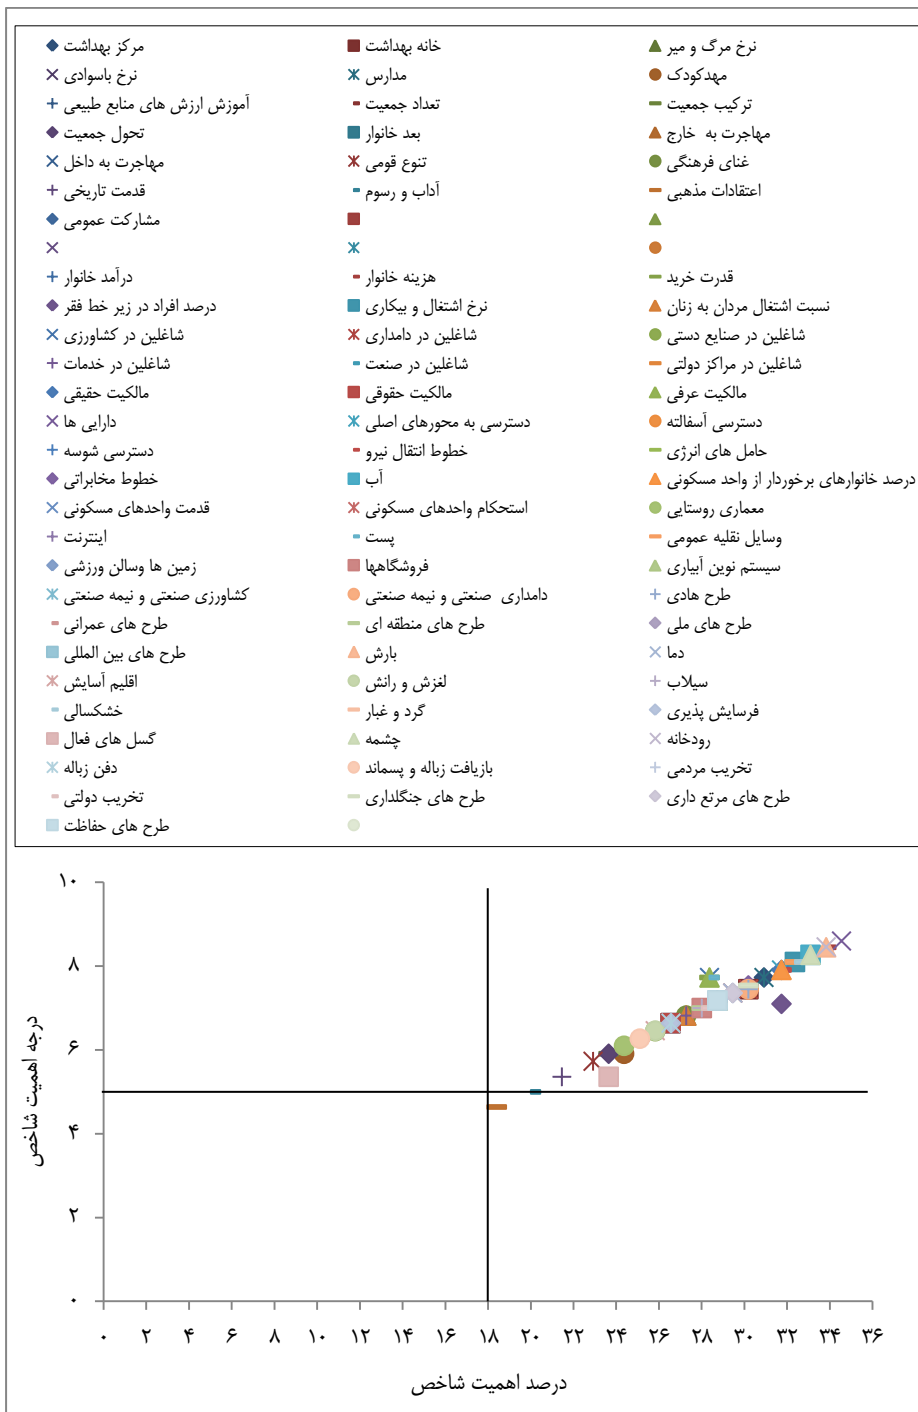 مرکز بهداشت خانه بهداشت نرخ مرگ و میر
نرخ باسوادی مدارس مهدکودک
آموزش ارزش های منابع طبیعی تعداد جمعیت ترکیب جمعیت
تحول جمعیت بعد خانوار مهاجرت به خارج
مهاجرت به داخل تنوع قومی غنای فرهنگی
قدمت تاریخی آداب و رسوم اعتقادات مذهبی
مشارکت عمومی
درآمد خانوار هزینه خانوار قدرت خرید
درصد افراد در زیر خط فقر نرخ اشتغال و بیکاری نسبت اشتغال مردان به زنان
شاغلین در کشاورزی شاغلین در دامداری شاغلین در صنایع دستی
شاغلین در خدمات شاغلین در صنعت شاغلین در مراکز دولتی
مالکیت حقیقی مالکیت حقوقی مالکیت عرفی
دارایی ها دسترسی به محورهای اصلی دسترسی آسفالته
دسترسی شوسه خطوط انتقال نیرو حامل های انرژی
خطوط مخابراتی آب درصد خانوارهای برخوردار از واحد مسکونی
قدمت واحدهای مسکونی استحکام واحدهای مسکونی معماری روستایی
اینترنت پست وسایل نقلیه عمومی
زمین ها وسالن ورزشی فروشگاهها سیستم نوین آبیاری
کشاورزی صنعتی و نیمه صنعتی دامداری صنعتی و نیمه صنعتی طرح هادی
طرح های عمرانی طرح های منطقه ای طرح های ملی
طرح های بین المللی بارش دما
اقلیم آسایش لغزش و رانش سیلاب
خشکسالی گرد و غبار فرسایش پذیری
گسل های فعال چشمه رودخانه
دفن زباله بازیافت زباله و پسماند تخریب مردمی
تخریب دولتی طرح های جنگلداری طرح های مرتع داری
طرح های حفاظت
۱۰
۸
۶
۴
۲
۰
درجه اهمیت شاخص
۰ ۲ ۴ ۶ ۸ ۱۰ ۱۲ ۱۴ ۱۶ ۱۸ ۲۰ ۲۲ ۲۴ ۲۶ ۲۸ ۳۰ ۳۲ ۳۴ ۳۶
درصد اهمیت شاخص